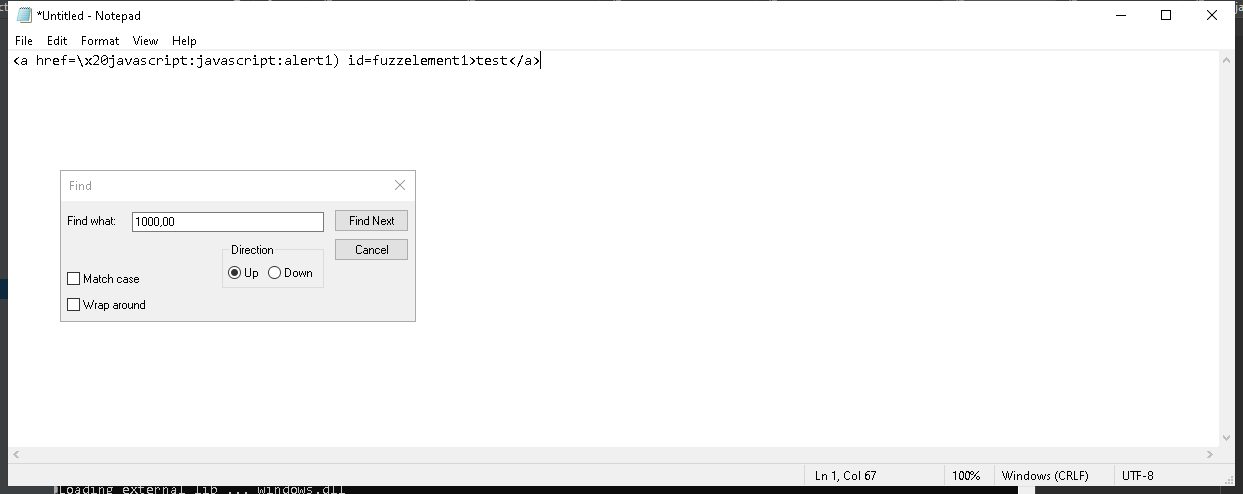 *Untitled - Notepad
File Edit Format View Help
<a href=\x20javascript:javascript:alert1) id=fuzzelement1>test</a>
Find
Find what: 1000,00 Find Next
Direction Cancel
Up Down
Match case
Wrap around
Ln 1, Col 67 100% Windows (CRLF) UTF-8
Loading external lib ... windows.dll